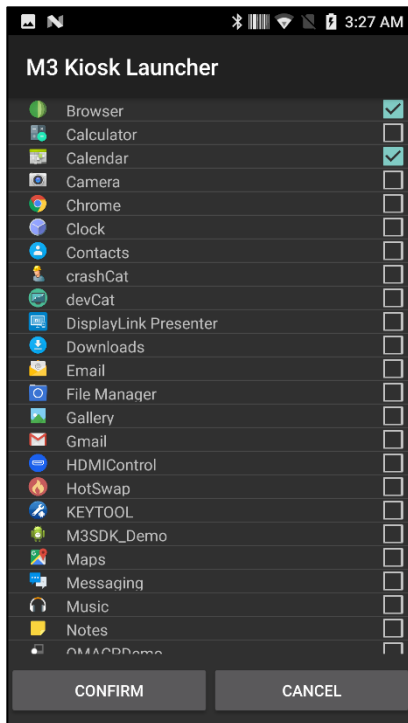 3:27 AM
M3 Kiosk Launcher
Browser
Calculator
Calendar
Camera
Chrome
Clock
Contacts
crashCat
devCat
DisplayLink Presenter
Downloads
Email
File Manager
Gallery
Gmail
HDMIControl
HotSwap
KEYTOOL
M3SDK_Demo
Maps
Messaging
Music
Notes
CONFIRM CANCEL